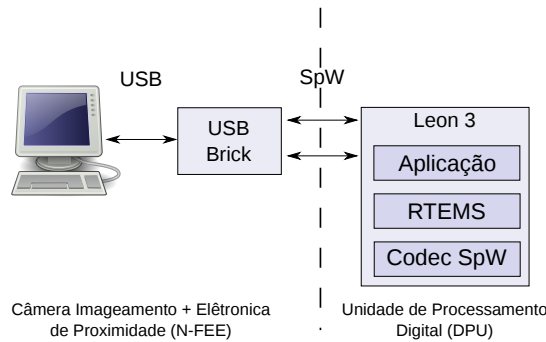 USB
SpW
USB
Brick
Leon 3
Aplicação
RTEMS
Codec SpW
Câmera Imageamento + Elêtronica
de Proximidade (N-FEE)
Unidade de Processamento
Digital (DPU)